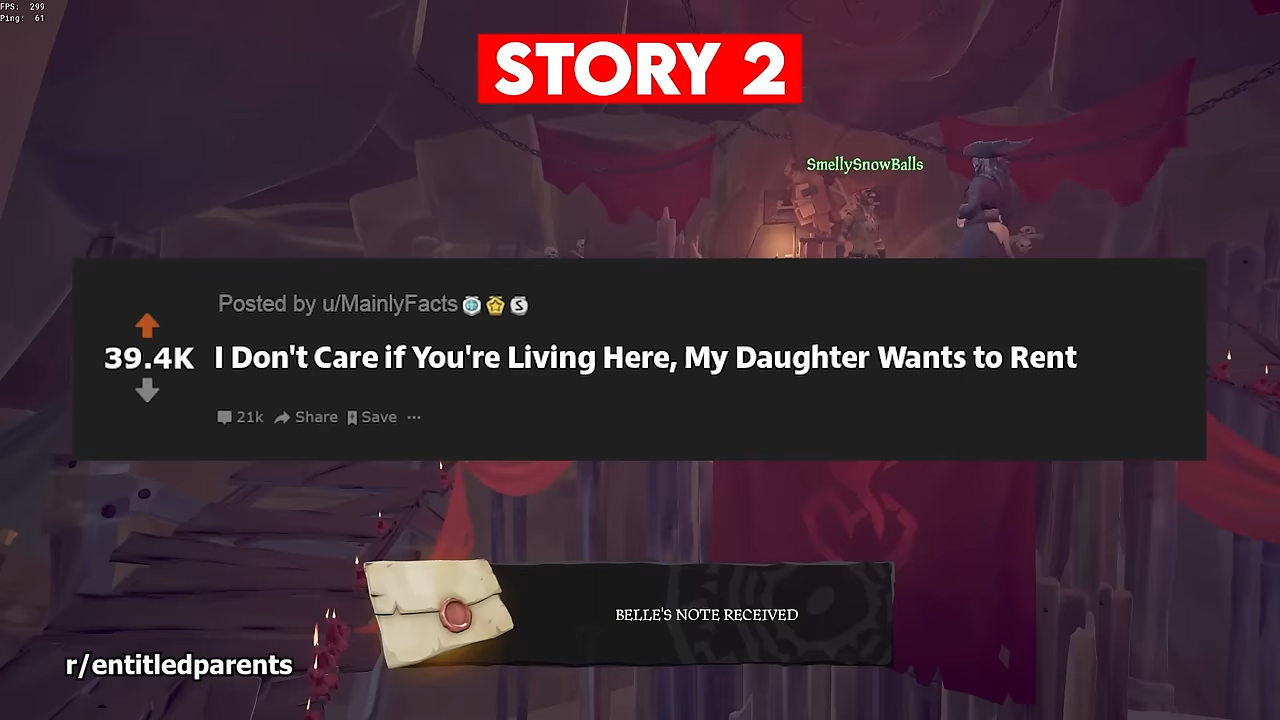 FPS: 299
Ping: 61
STORY 2
SmellySnowBalls
Posted by u/MainlyFacts
39.4K
I Don't Care if You're Living Here, My Daughter Wants to Rent
21k Share Save ...
BELLE'S NOTE RECEIVED
r/entitledparents